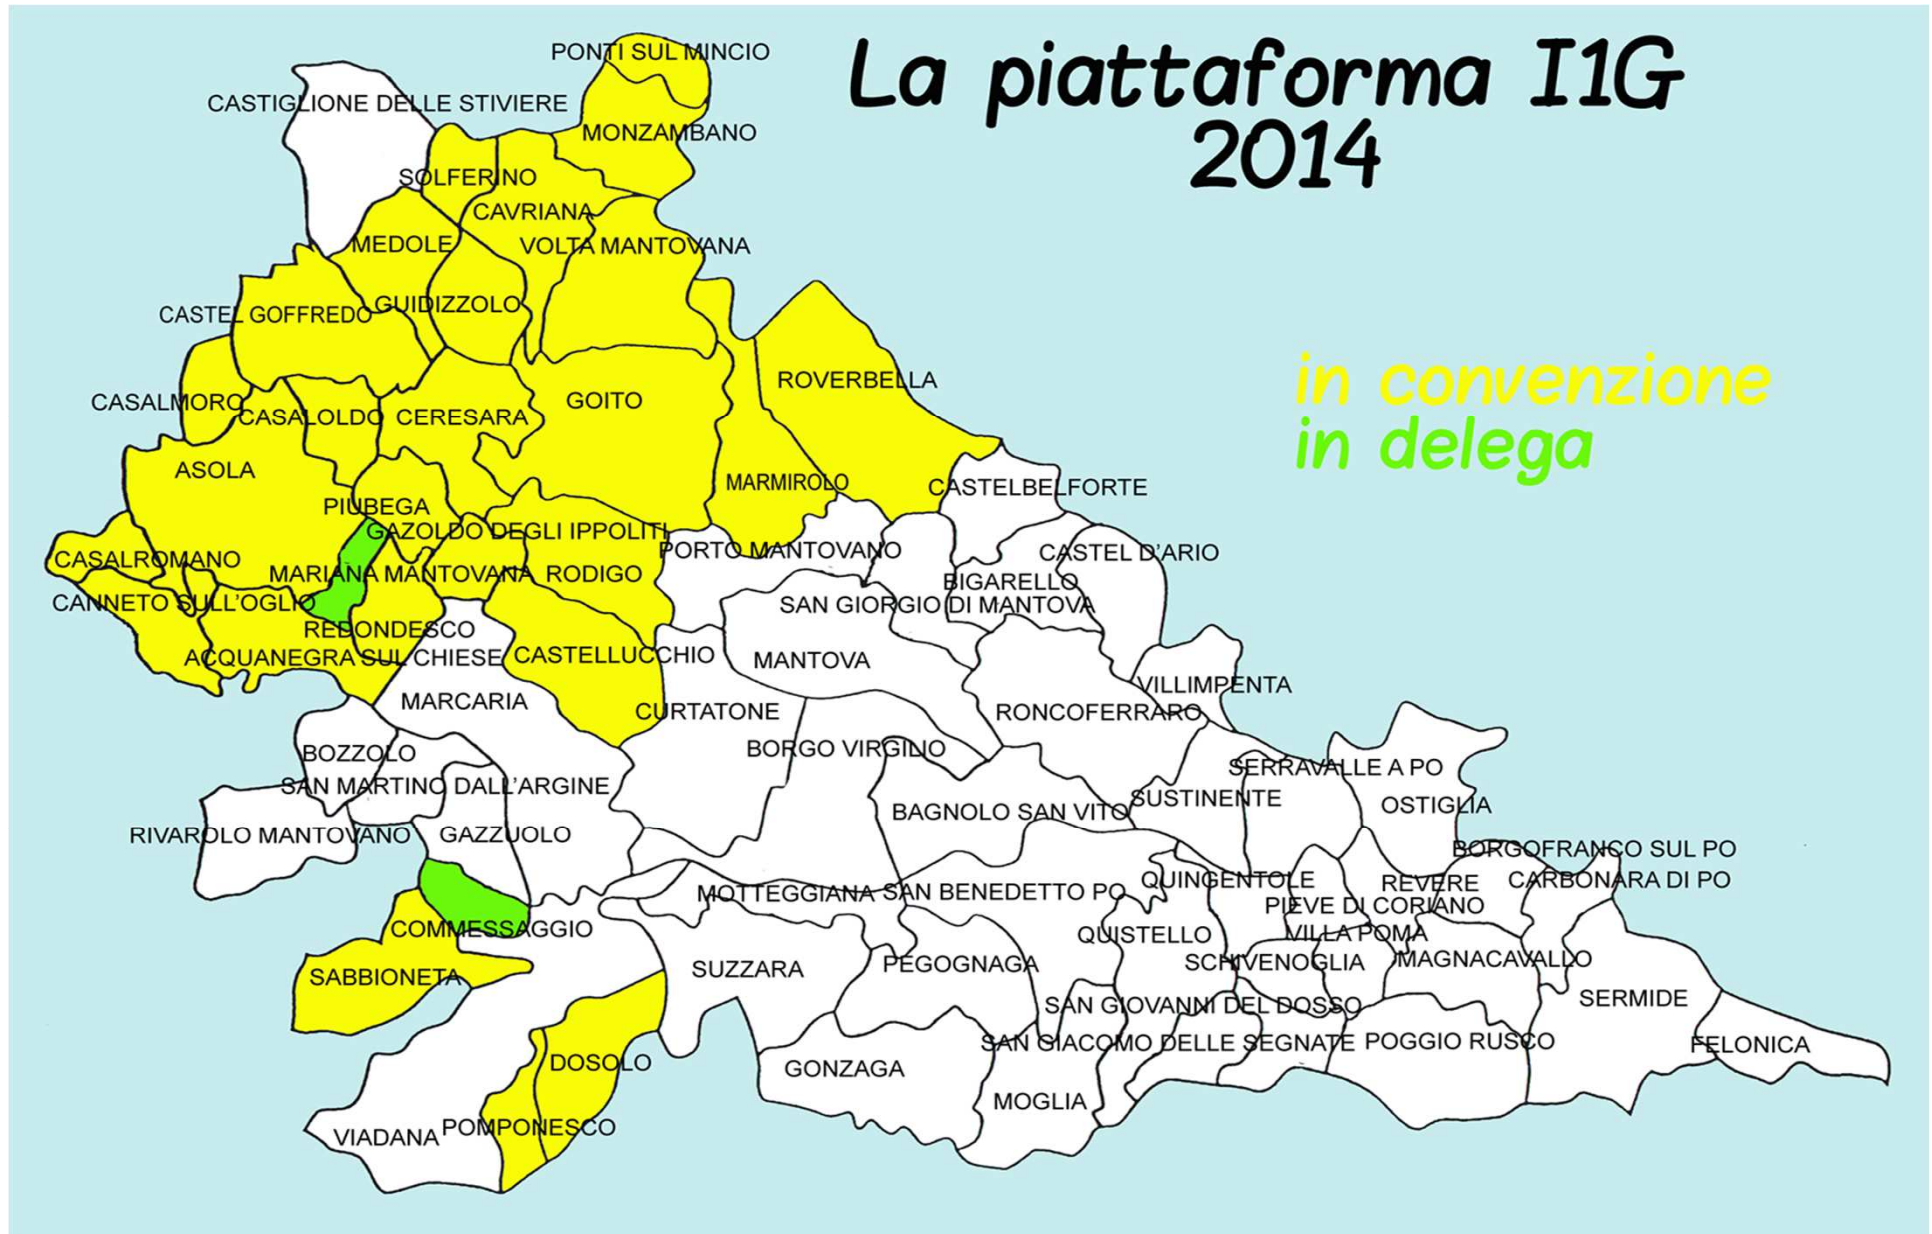 La piattaforma I1G
2014
in convenzione
in delega
PONTI SUL MINCIO
CASTIGLIONE DELLE STIVIERE
MONZAMBANO
SOLFERINO
CAVRIANA
MEDOLE
VOLTA MANTOVANA
GUIDIZZOLO
CASTEL GOFFREDO
ROVERBELLA
CASALMORO
GOITO
CASALOLDO
CERESARA
ASOLA
MARMIROLO
CASTELBELFORTE
PIUBEGA
GAZOLDO DEGLI IPPOLITI
PORTO MANTOVANO
CASTEL D'ARIO
CASALROMANO
MARIANA MANTOVANA
RODIGO
BIGARELLO
CANNETO SULL'OGLIO
SAN GIORGIO DI MANTOVA
REDONDESCO
ACQUANEGRA SUL CHIESE
CASTELLUCCHIO
MANTOVA
VILLIMPENTA
MARCARIA
CURTATONE
RONCOFERRARO
BOZZOLO
BORGO VIRGILIO
SERRAVALLE A PO
SAN MARTINO DALL'ARGINE
SUSTINENTE
OSTIGLIA
BAGNOLO SAN VITO
RIVAROLO MANTOVANO
GAZZUOLO
BORGOFRANCO SUL PO
QUINGENTOLE
REVERE
CARBONARA DI PO
MOTTEGGIANA
SAN BENEDETTO PO
PIEVE DI CORIANO
COMMESSAGGIO
QUISTELLO
VILLA POMA
SABBIONETA
SUZZARA
PEGOGNAGA
SCHIVENOGLIA
MAGNACAVALLO
SERMIDE
SAN GIOVANNI DEL DOSSO
SAN GIACOMO DELLE SEGNATE
POGGIO RUSCO
FELONICA
DOSOLO
GONZAGA
MOGLIA
POMPONESCO
VIADANA